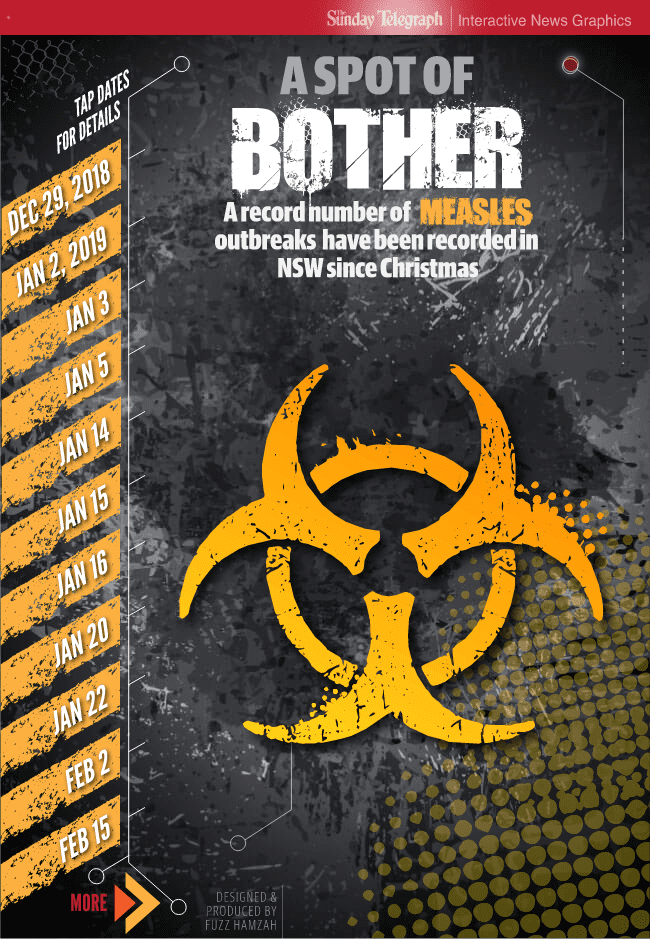 The Sunday Telegraph | Interactive News Graphics
A SPOT OF
BOTHER
A record number of MEASLES
outbreaks have been recorded in
NSW since Christmas
TAP DATES
FOR DETAILS
DEC 29, 2018
JAN 2, 2019
JAN 3
JAN 5
JAN 14
JAN 15
JAN 16
JAN 20
JAN 22
FEB 2
FEB 15
MORE
DESIGNED &
PRODUCED BY
FUZZ HAMZAH